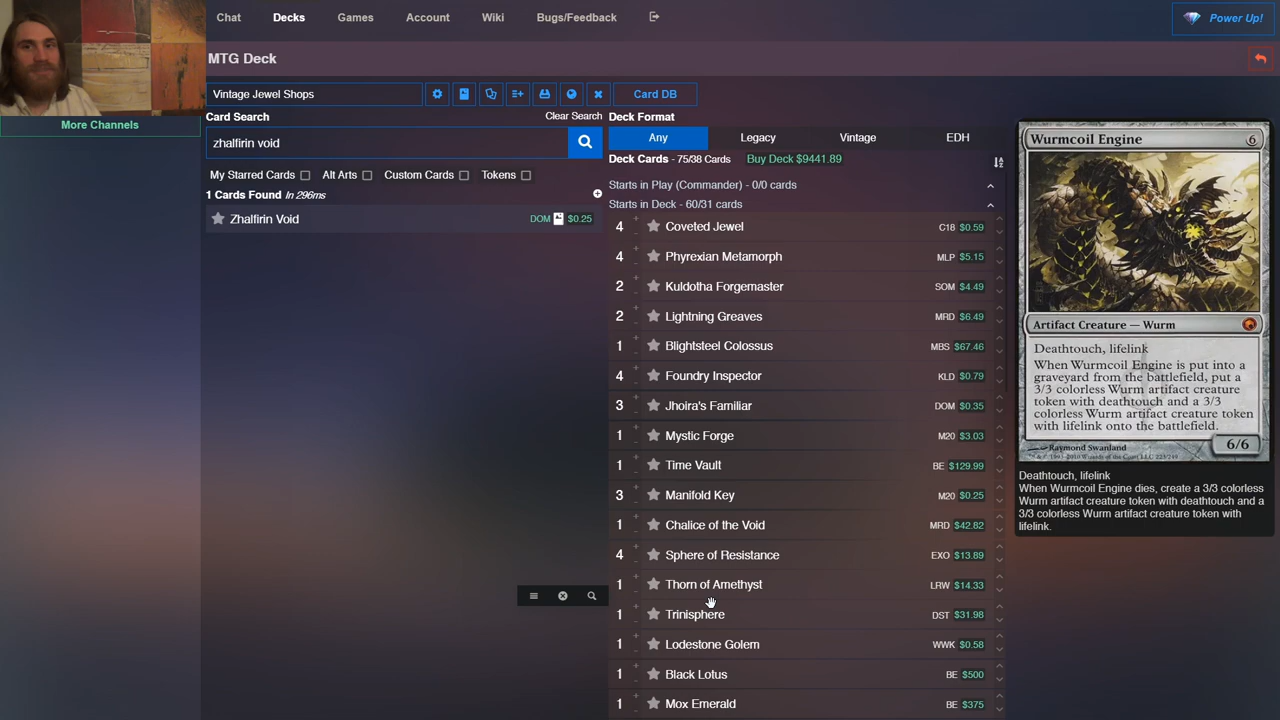 Chat Decks Games Account Wiki Bugs/Feedback Power Up!
MTG Deck
More Channels
Vintage Jewel Shops Card DB
Card Search Clear Search
zhalfirin void
My Starred Cards Alt Arts Custom Cards Tokens
1 Cards Found In 296ms
Zhalfirin Void DOM $0.25
Deck Format
Any Legacy Vintage EDH
Deck Cards - 75/38 Cards Buy Deck $9441.89
Starts in Play (Commander) - 0/0 cards
Starts in Deck - 60/31 cards
4 Coveted Jewel C18 $0.59
4 Phyrexian Metamorph MLP $5.15
2 Kuldotha Forgemaster SOM $4.49
2 Lightning Greaves MRD $6.49
1 Blightsteel Colossus MBS $67.46
4 Foundry Inspector KLD $0.79
3 Jhoira's Familiar DOM $0.35
1 Mystic Forge M20 $3.03
1 Time Vault BE $129.99
3 Manifold Key M20 $0.25
1 Chalice of the Void MRD $42.82
4 Sphere of Resistance EXO $13.89
1 Thorn of Amethyst LRW $14.33
1 Trinisphere DST $31.98
1 Lodestone Golem WWK $0.58
1 Black Lotus BE $500
1 Mox Emerald BE $375
Wurmcoil Engine 6
Artifact Creature — Wurm
Deathtouch, lifelink
When Wurmcoil Engine is put into a
graveyard from the battlefield, put a
3/3 colorless Wurm artifact creature
token with deathtouch and a 3/3
colorless Wurm artifact creature token
with lifelink onto the battlefield.
Raymond Swanland
6/6
Deathtouch, lifelink
When Wurmcoil Engine dies, create a 3/3 colorless
Wurm artifact creature token with deathtouch and a
3/3 colorless Wurm artifact creature token with
lifelink.